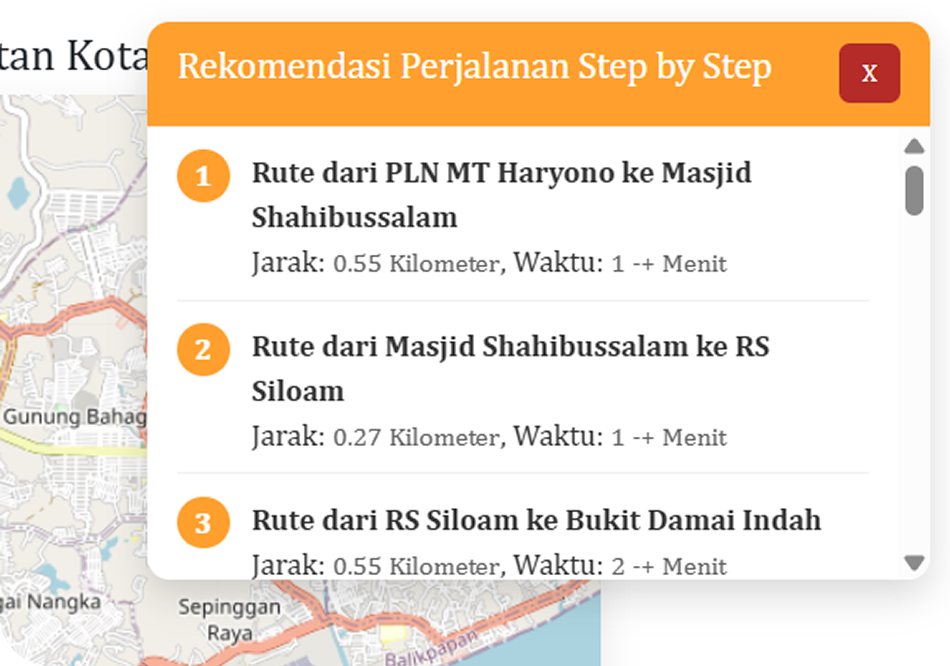 tan Kota
Rekomendasi Perjalanan Step by Step
x
1
Rute dari PLN MT Haryono ke Masjid
Shahibussalam
Jarak: 0.55 Kilometer, Waktu: 1 -+ Menit
2
Rute dari Masjid Shahibussalam ke RS
Siloam
Jarak: 0.27 Kilometer, Waktu: 1 -+ Menit
3
Rute dari RS Siloam ke Bukit Damai Indah
Jarak: 0.55 Kilometer, Waktu: 2 -+ Menit
Gunung Bahag
gai Nangka
Sepinggan
Raya
Balikpapan